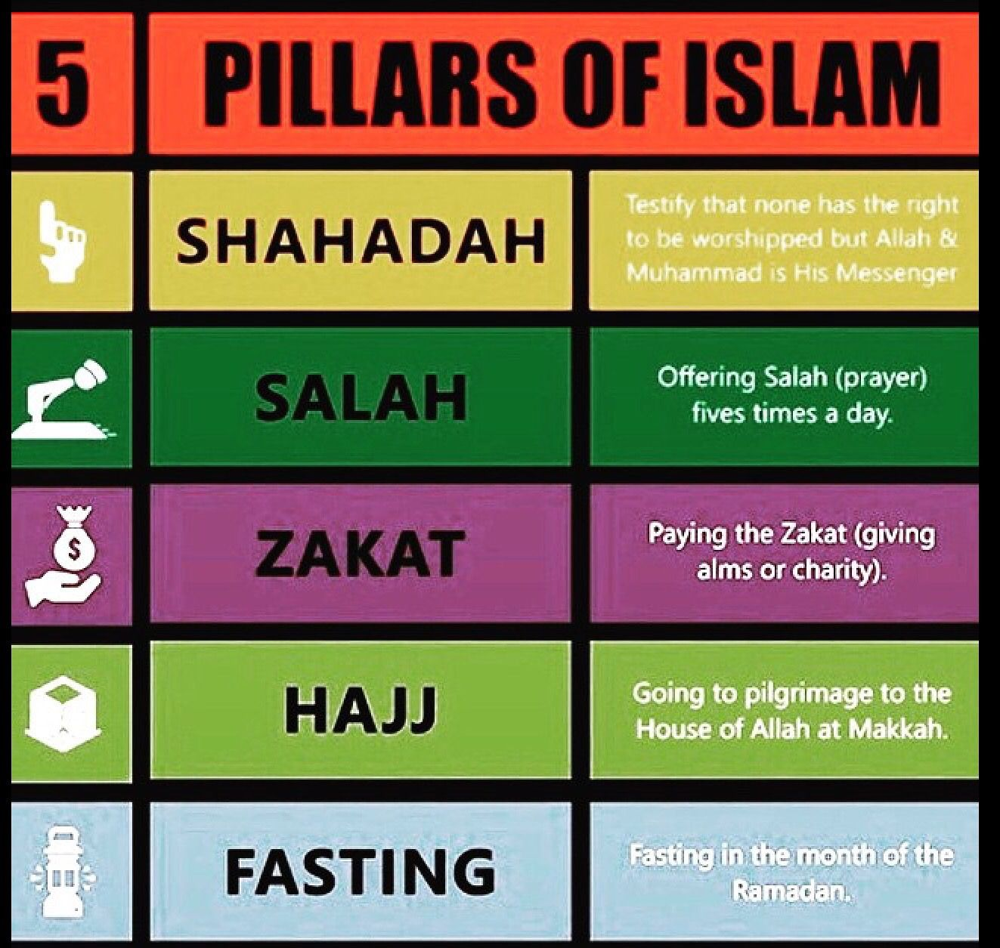 5 PILLARS OF ISLAM
SHAHADAH
Testify that none has the right
to be worshipped but Allah &
Muhammad is His Messenger
SALAH
Offering Salah (prayer)
fives times a day.
$
ZAKAT
Paying the Zakat (giving
alms or charity).
HAJJ
Going to pilgrimage to the
House of Allah at Makkah.
FASTING
Fasting in the month of the
Ramadan.